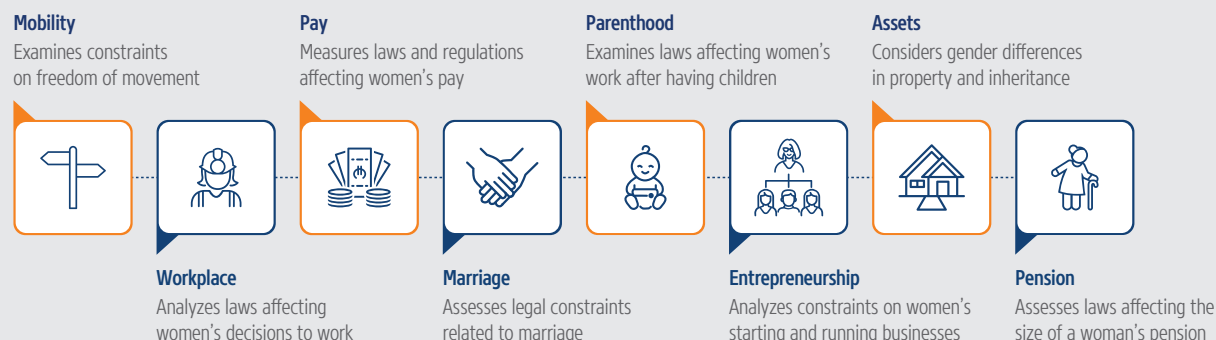 Mobility
Examines constraints
on freedom of movement
Pay
Measures laws and regulations
affecting women's pay
Parenthood
Examines laws affecting women's
work after having children
Assets
Considers gender differences
in property and inheritance
Workplace
Analyzes laws affecting
women's decisions to work
Marriage
Assesses legal constraints
related to marriage
Entrepreneurship
Analyzes constraints on women's
starting and running businesses
Pension
Assesses laws affecting the
size of a woman's pension